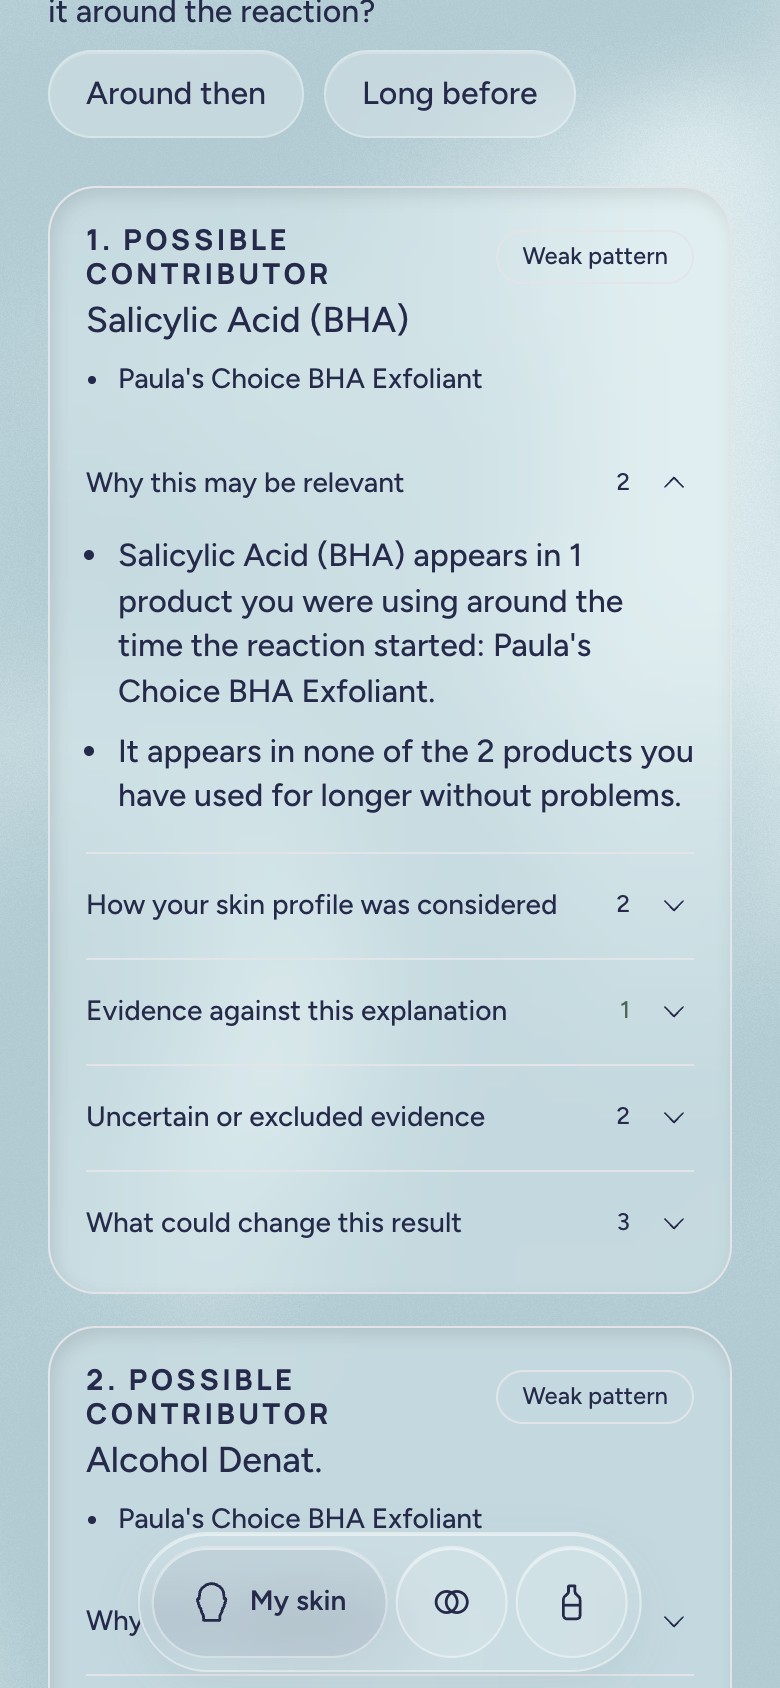 it around the reaction?
Around then
Long before
1. POSSIBLE
CONTRIBUTOR
Weak pattern
Salicylic Acid (BHA)
• Paula's Choice BHA Exfoliant
Why this may be relevant 2
• Salicylic Acid (BHA) appears in 1
product you were using around the
time the reaction started: Paula's
Choice BHA Exfoliant.
• It appears in none of the 2 products you
have used for longer without problems.
How your skin profile was considered 2
Evidence against this explanation 1
Uncertain or excluded evidence 2
What could change this result 3
2. POSSIBLE
CONTRIBUTOR
Weak pattern
Alcohol Denat.
• Paula's Choice BHA Exfoliant
Why
My skin